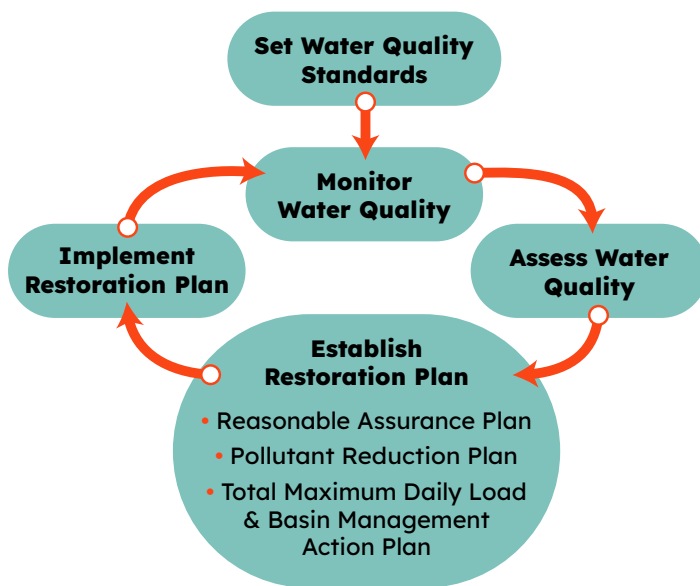 Set Water Quality
Standards
Monitor
Water Quality
Assess Water
Quality
Establish
Restoration Plan
• Reasonable Assurance Plan
• Pollutant Reduction Plan
• Total Maximum Daily Load
& Basin Management
Action Plan
Implement
Restoration Plan